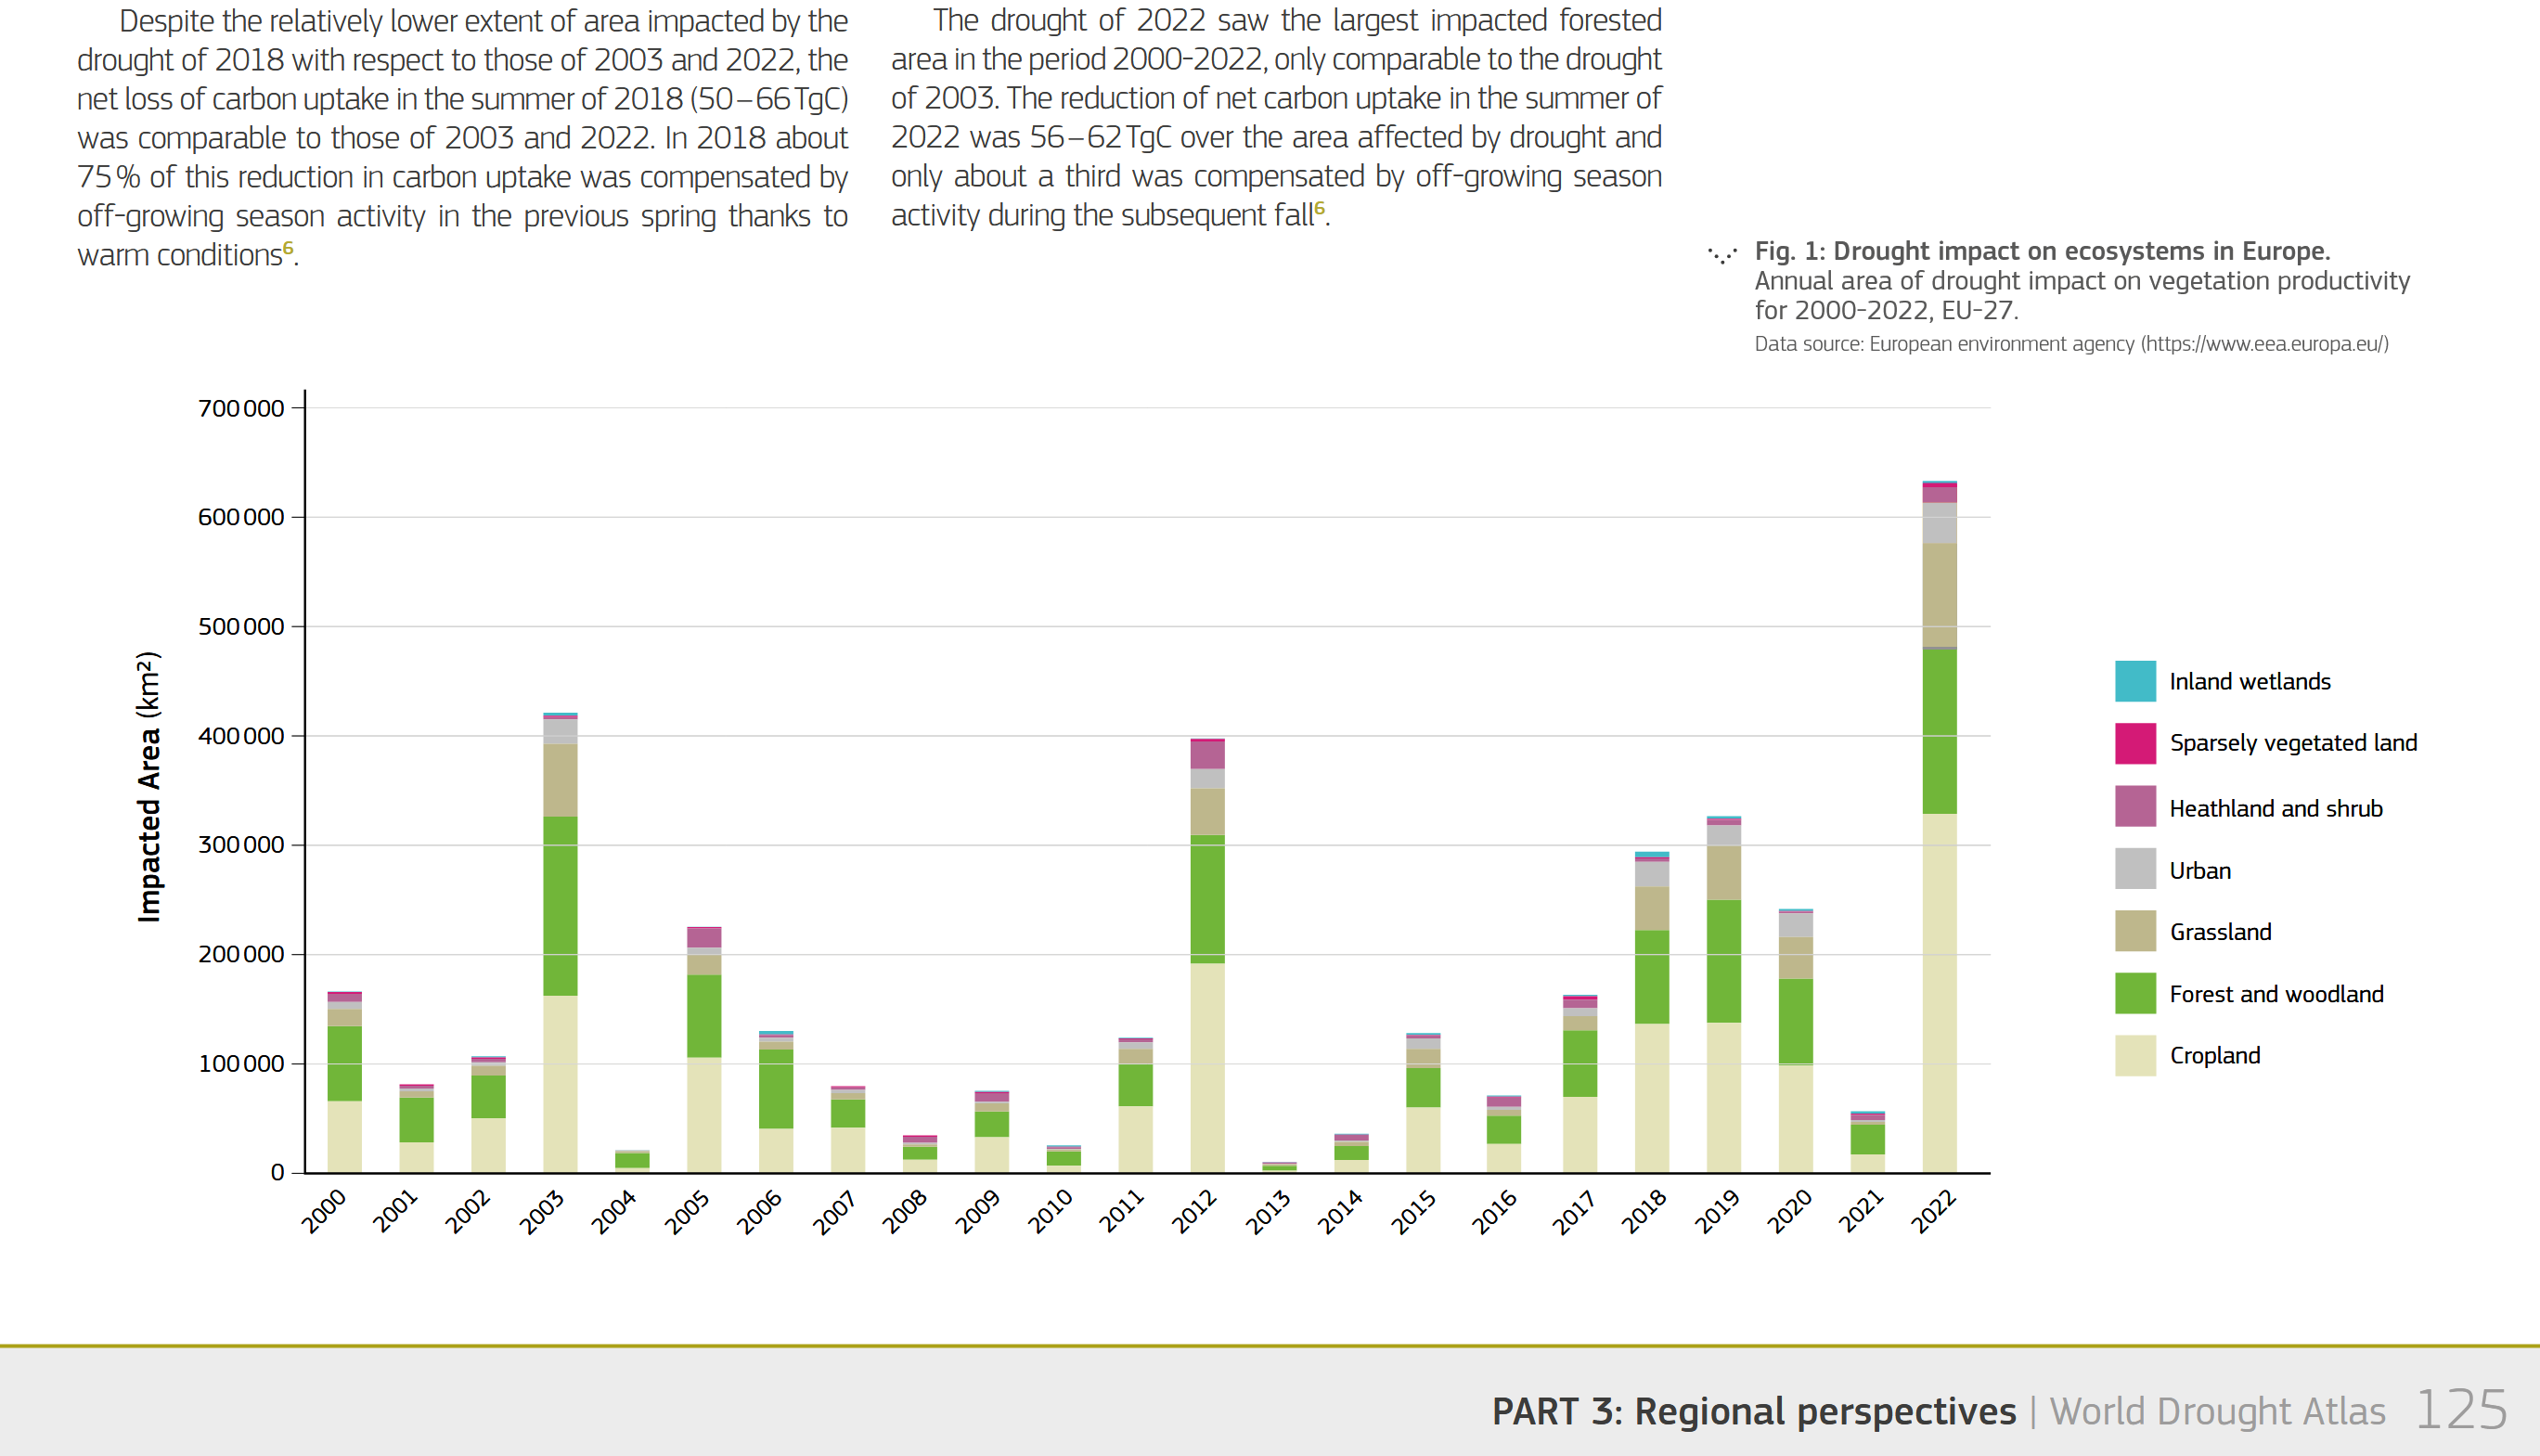 Despite the relatively lower extent of area impacted by the
drought of 2018 with respect to those of 2003 and 2022, the
net loss of carbon uptake in the summer of 2018 (50–66 TgC)
was comparable to those of 2003 and 2022. In 2018 about
75 % of this reduction in carbon uptake was compensated by
off-growing season activity in the previous spring thanks to
warm conditions6.
The drought of 2022 saw the largest impacted forested
area in the period 2000-2022, only comparable to the drought
of 2003. The reduction of net carbon uptake in the summer of
2022 was 56–62 TgC over the area affected by drought and
only about a third was compensated by off-growing season
activity during the subsequent fall6.
Fig. 1: Drought impact on ecosystems in Europe.
Annual area of drought impact on vegetation productivity
for 2000-2022, EU-27.
Data source: European environment agency (https://www.eea.europa.eu/)
Impacted Area (km²)
700 000
600 000
500 000
400 000
300 000
200 000
100 000
0
2000
2001
2002
2003
2004
2005
2006
2007
2008
2009
2010
2011
2012
2013
2014
2015
2016
2017
2018
2019
2020
2021
2022
Inland wetlands
Sparsely vegetated land
Heathland and shrub
Urban
Grassland
Forest and woodland
Cropland
PART 3: Regional perspectives | World Drought Atlas 125